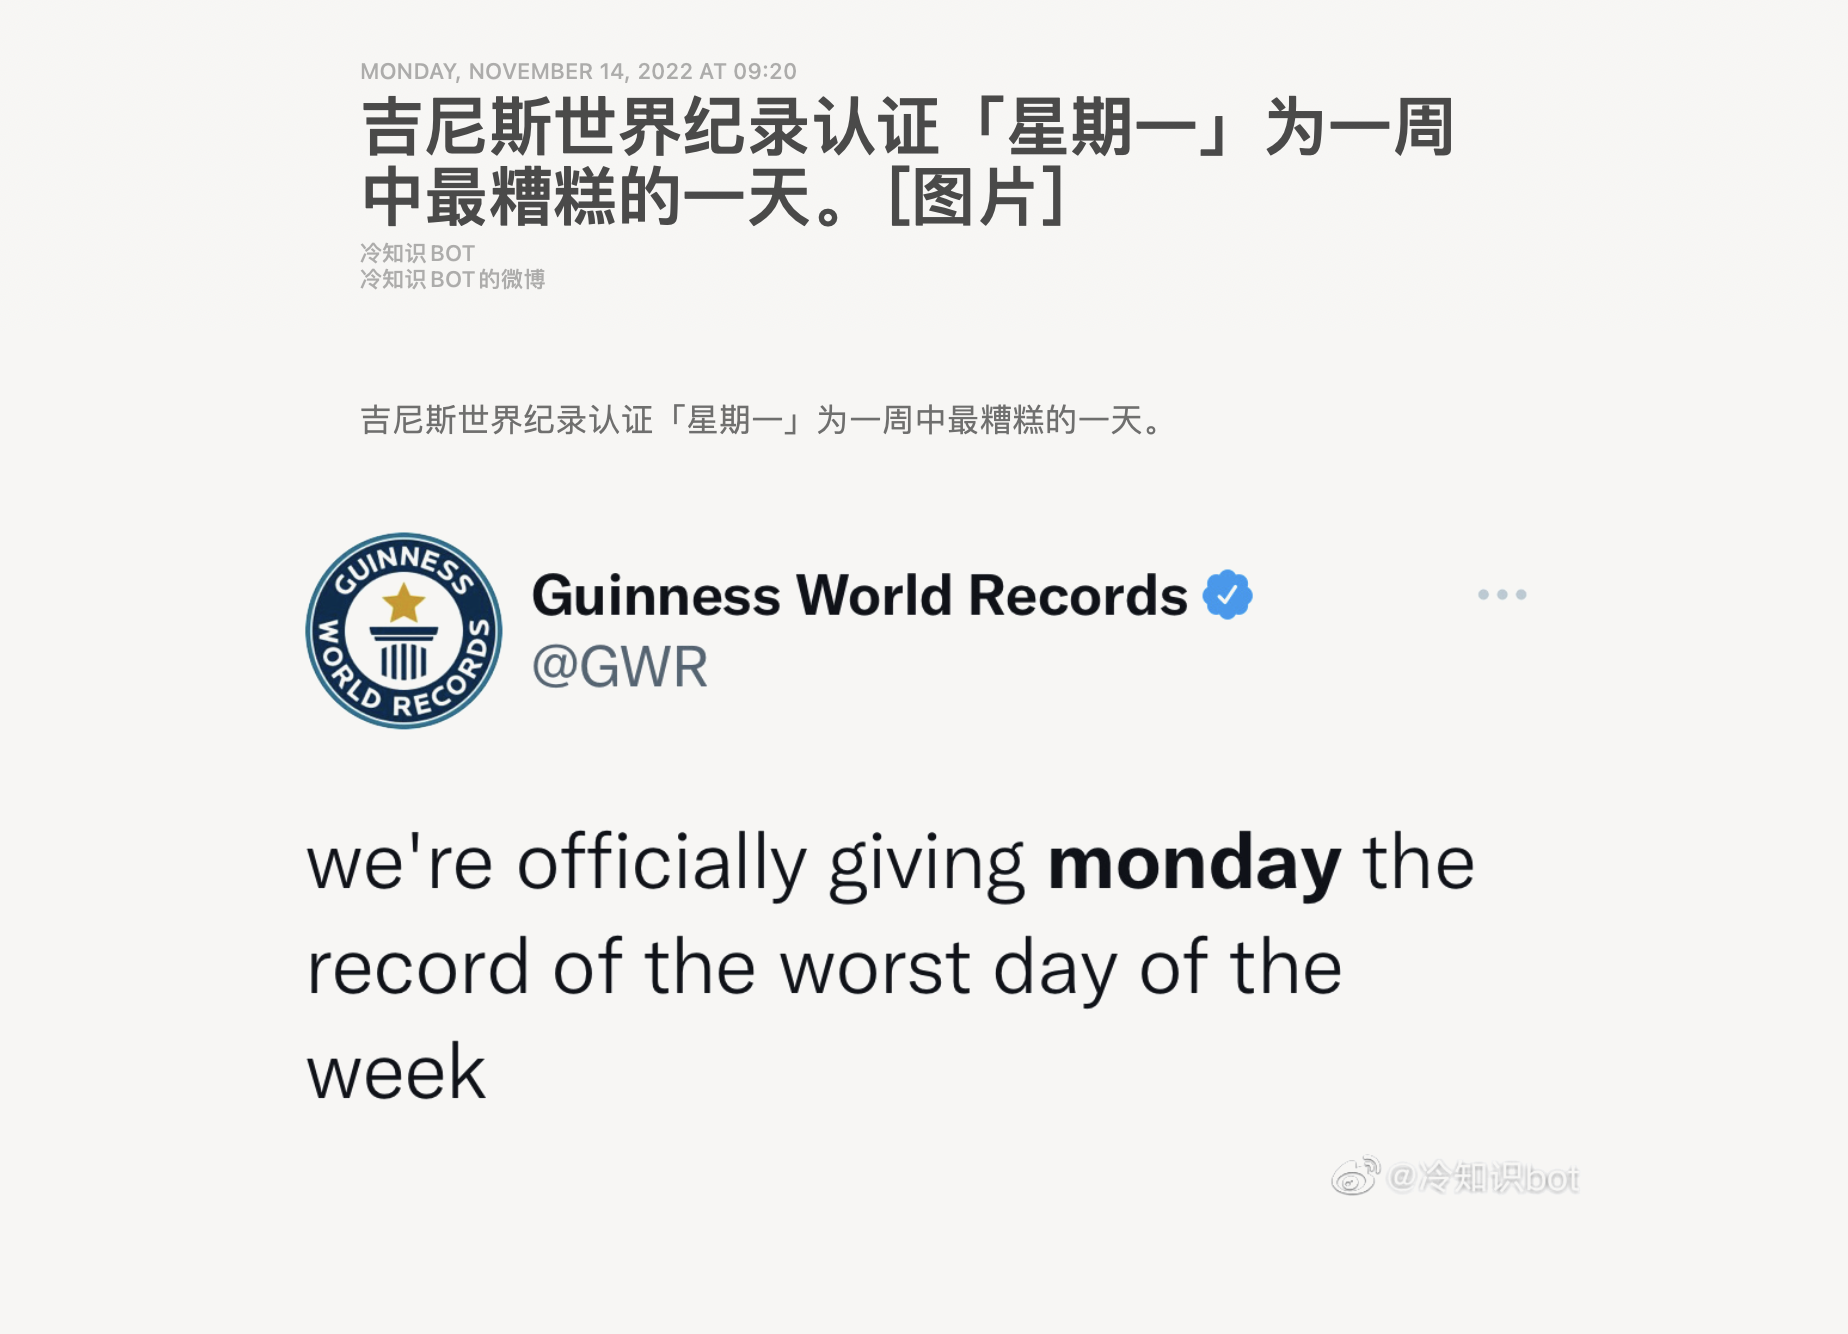 MONDAY, NOVEMBER 14, 2022 AT 09:20
吉尼斯世界纪录认证「星期一」为一周
中最糟糕的一天。[图片]
冷知识BOT
冷知识BOT的微博
吉尼斯世界纪录认证「星期一」为一周中最糟糕的一天。
GUINNESS
WORLD RECORDS
Guinness World Records
@GWR
we're officially giving monday the
record of the worst day of the
week
@冷知识bot